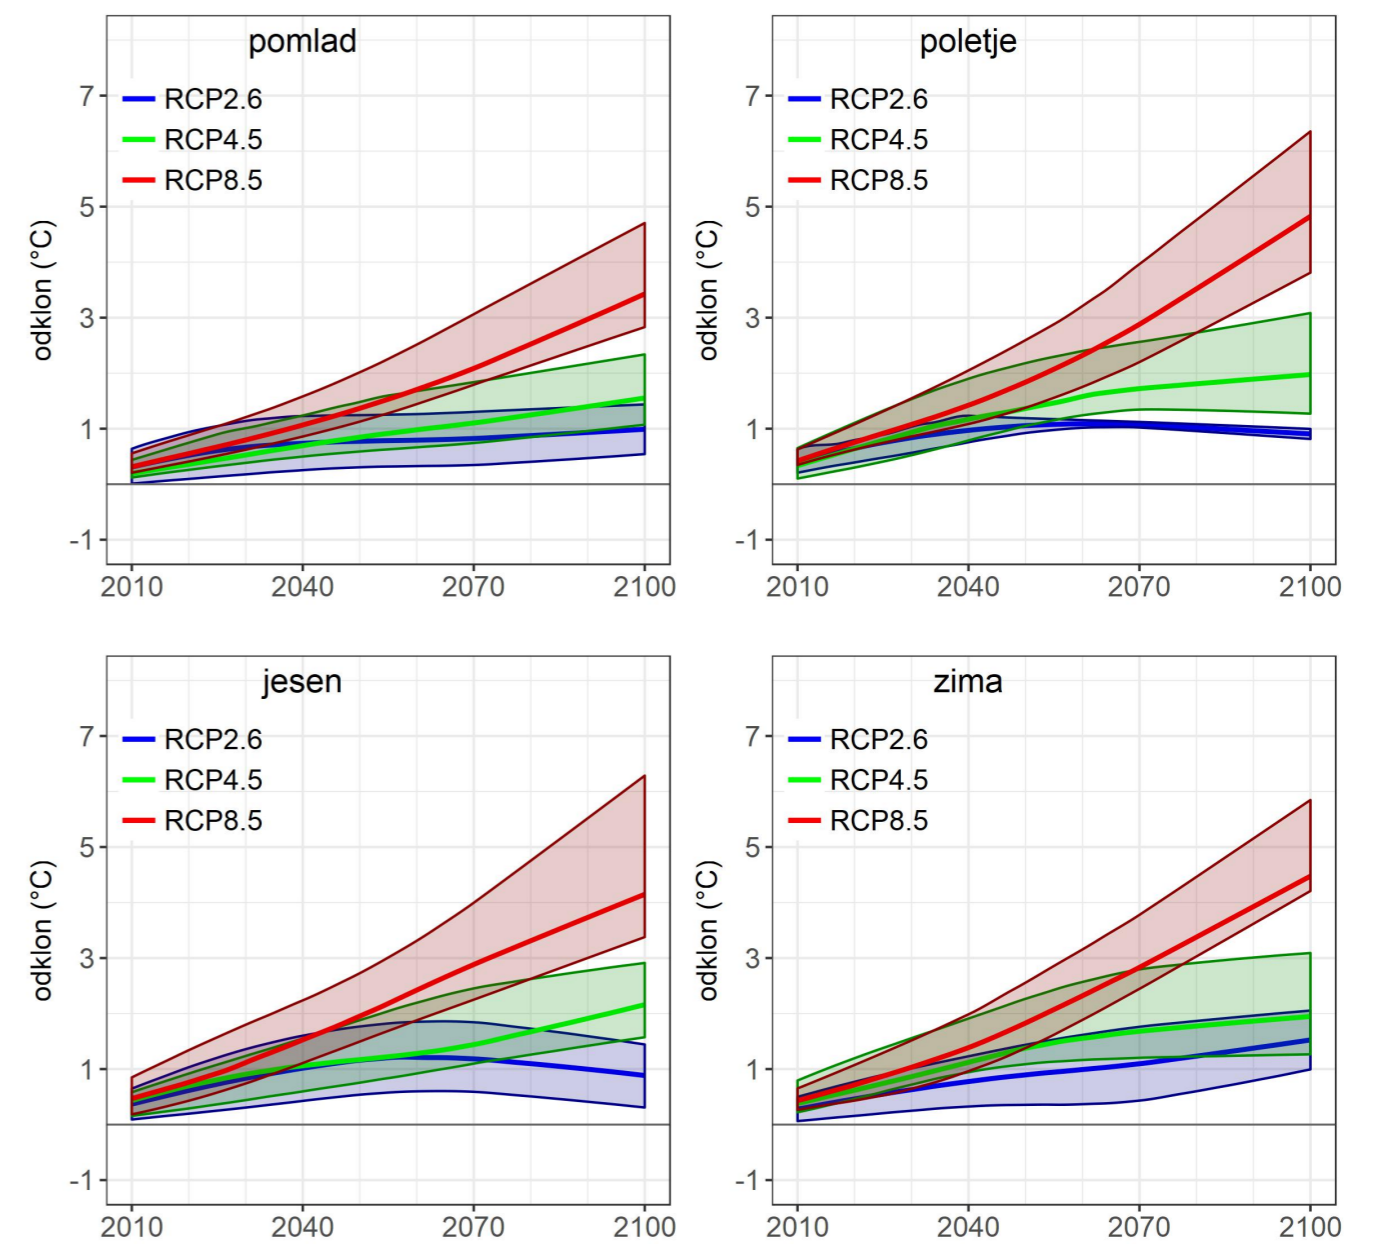 pomlad
RCP2.6
RCP4.5
RCP8.5
7
5
3
1
-1
odklon (°C)
2010 2040 2070 2100
poletje
RCP2.6
RCP4.5
RCP8.5
7
5
3
1
-1
odklon (°C)
2010 2040 2070 2100
jesen
RCP2.6
RCP4.5
RCP8.5
7
5
3
1
-1
odklon (°C)
2010 2040 2070 2100
zima
RCP2.6
RCP4.5
RCP8.5
7
5
3
1
-1
odklon (°C)
2010 2040 2070 2100